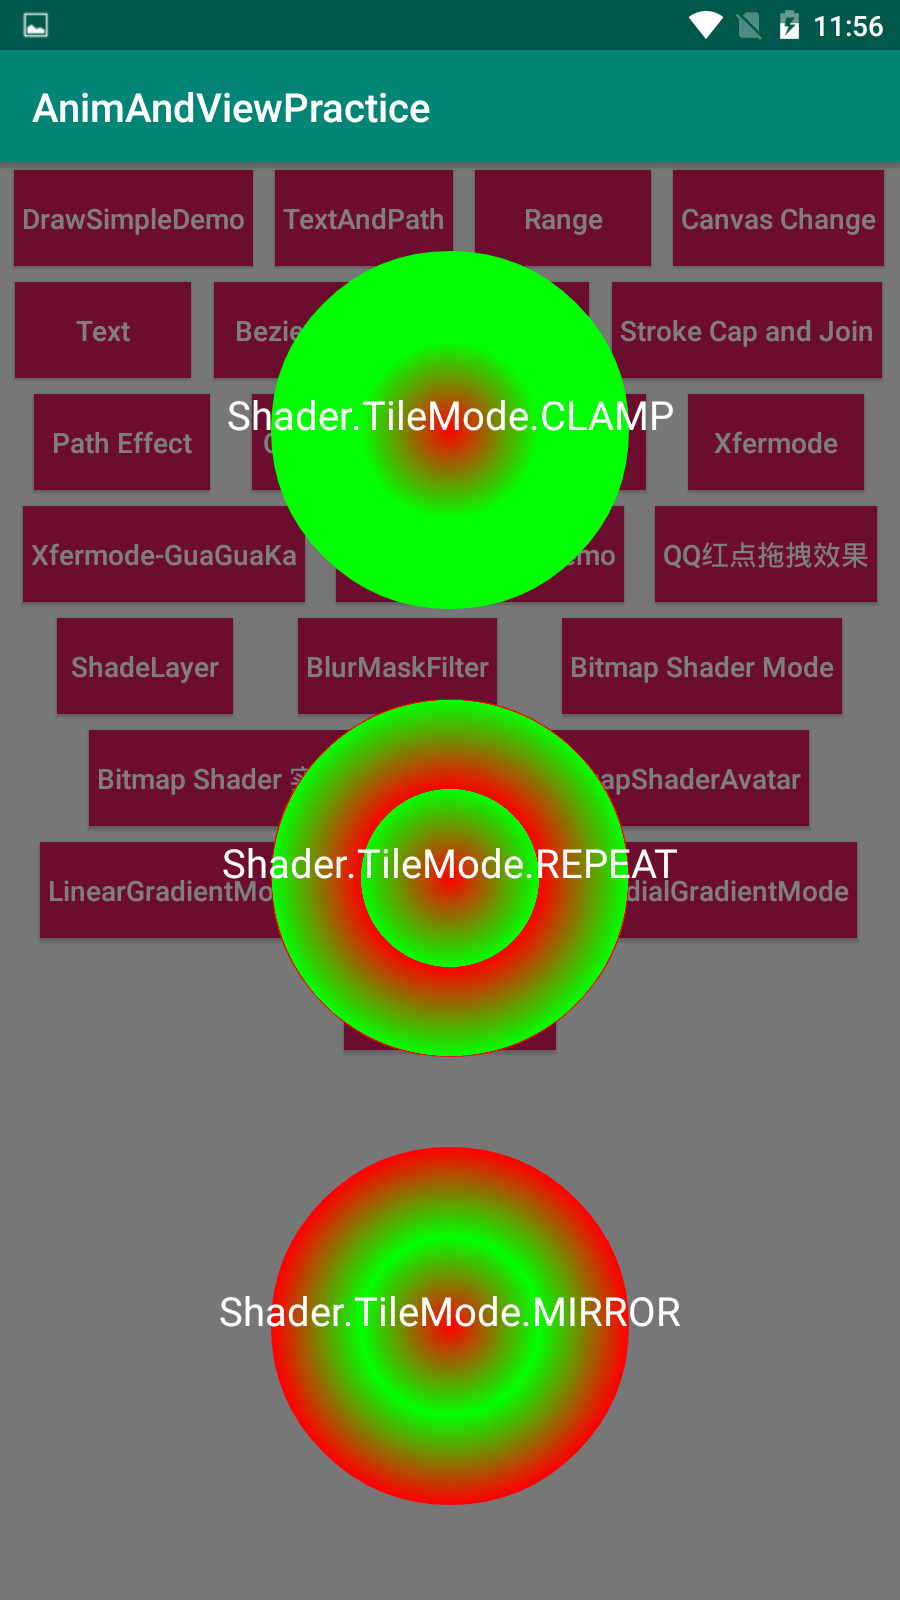 11:56
AnimAndViewPractice
DrawSimpleDemo TextAndPath Range Canvas Change
Text Bezie Stroke Cap and Join
Shader.TileMode.CLAMP
Path Effect Xfermode
Xfermode-GuaGuaKa emo QQ红点拖拽效果
ShadeLayer BlurMaskFilter Bitmap Shader Mode
Bitmap Shader apShaderAvatar
Shader.TileMode.REPEAT
LinearGradientMo dialGradientMode
Shader.TileMode.MIRROR